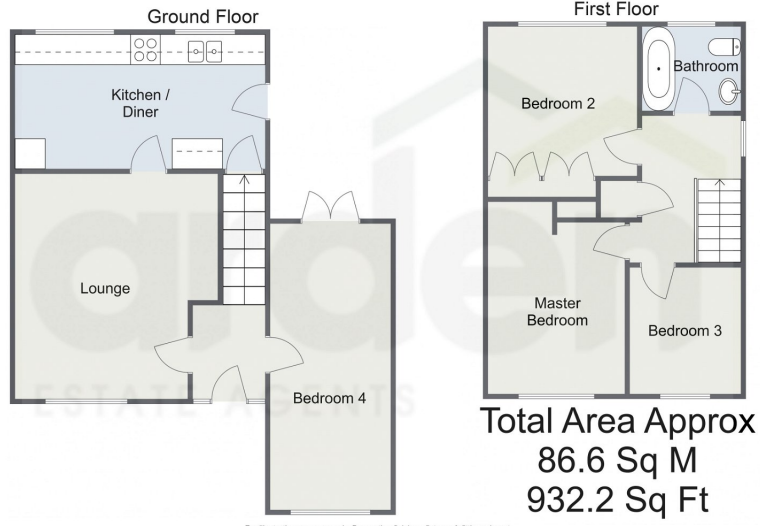 Ground Floor
Kitchen /
Diner
Lounge
Bedroom 4
First Floor
Bedroom 2
Bathroom
Master
Bedroom
Bedroom 3
arden
ESTATE AGENTS
Total Area Approx
86.6 Sq M
932.2 Sq Ft